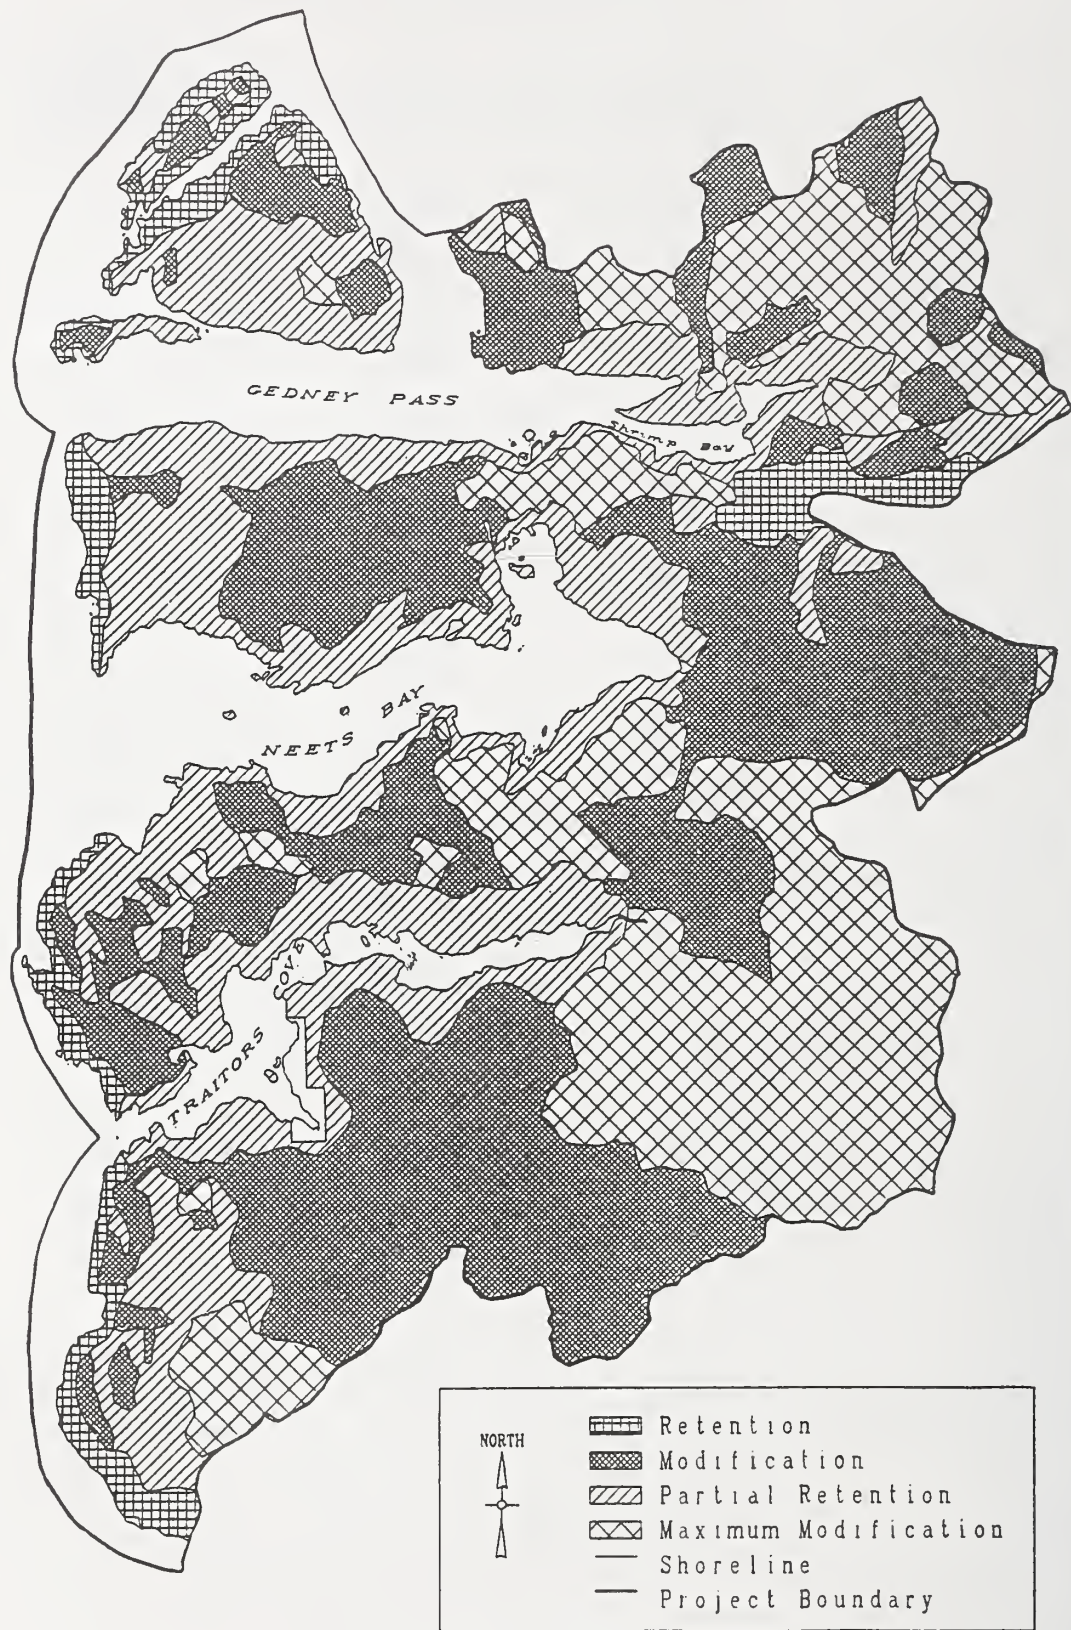 GEDNEY PASS
Shrimp Bay
NEETS BAY
TRAITORS COVE
NORTH
Retention
Modification
Partial Retention
Maximum Modification
Shoreline
Project Boundary